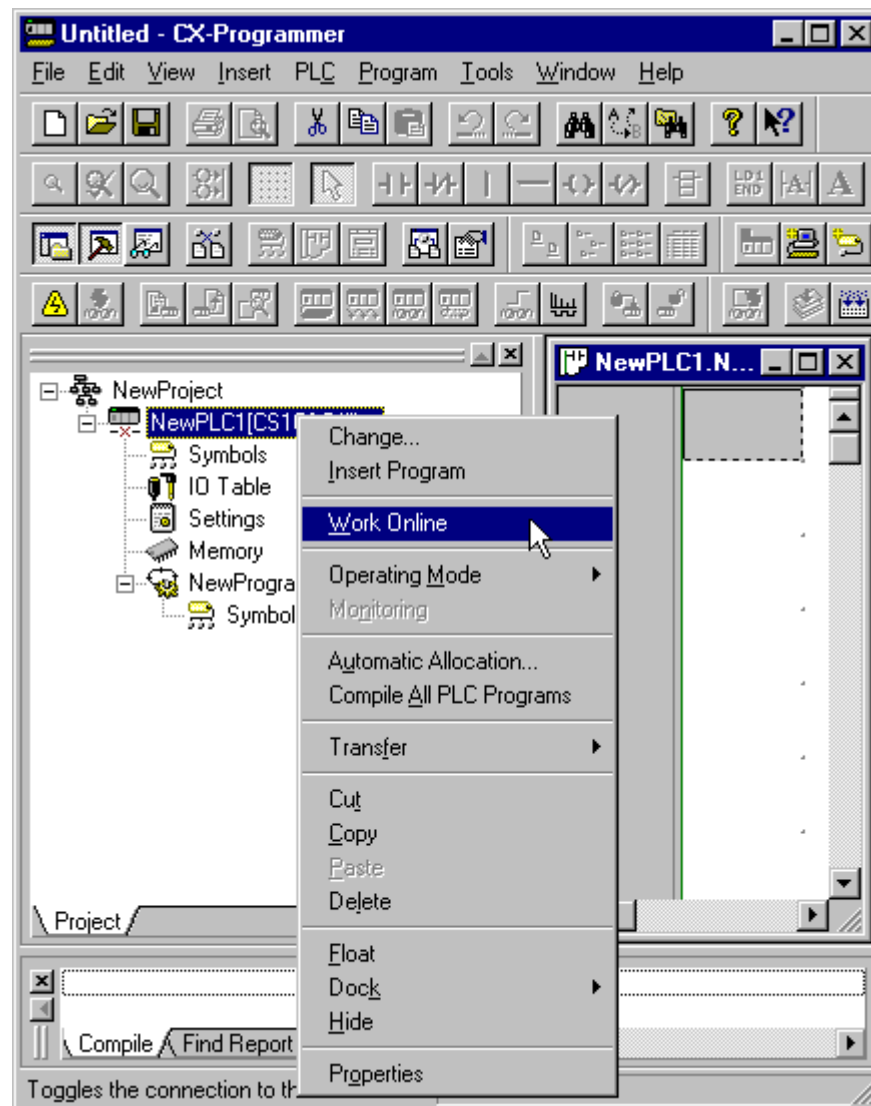 Untitled - CX-Programmer
File Edit View Insert PLC Program Tools Window Help
LD1
END
A
A
NewPLC1.N...
NewProject
NewPLC1[CS1
Symbols
IO Table
Settings
Memory
NewProgra
Symbol
Change...
Insert Program
Work Online
Operating Mode
Monitoring
Automatic Allocation...
Compile All PLC Programs
Transfer
Cut
Copy
Paste
Delete
Float
Dock
Hide
Properties
Project
Compile Find Report
Toggles the connection to th